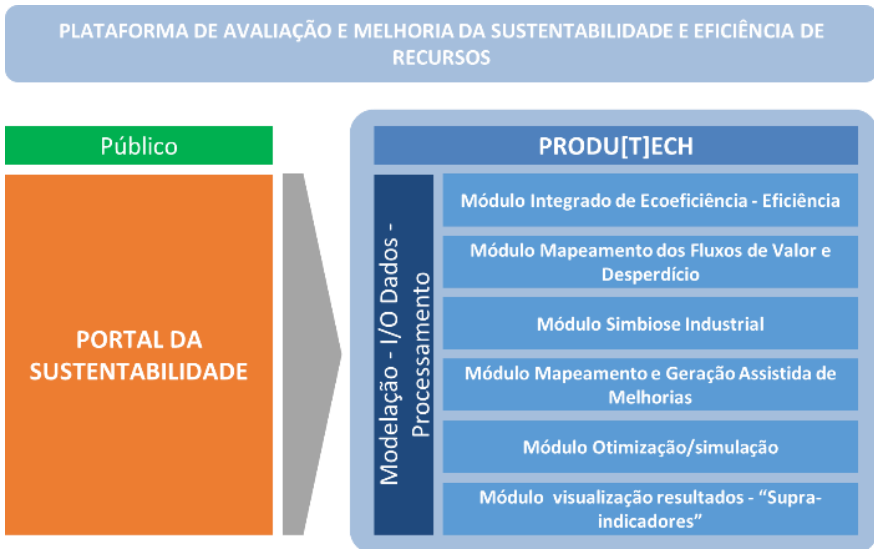 PLATAFORMA DE AVALIAÇÃO E MELHORIA DA SUSTENTABILIDADE E EFICIÊNCIA DE
RECURSOS
Público
PORTAL DA
SUSTENTABILIDADE
PRODU[T]ECH
Modelação - I/O Dados -
Processamento
Módulo Integrado de Ecoeficiência - Eficiência
Módulo Mapeamento dos Fluxos de Valor e
Desperdício
Módulo Simbiose Industrial
Módulo Mapeamento e Geração Assistida de
Melhorias
Módulo Otimização/simulação
Módulo visualização resultados - “Supra-
indicadores”